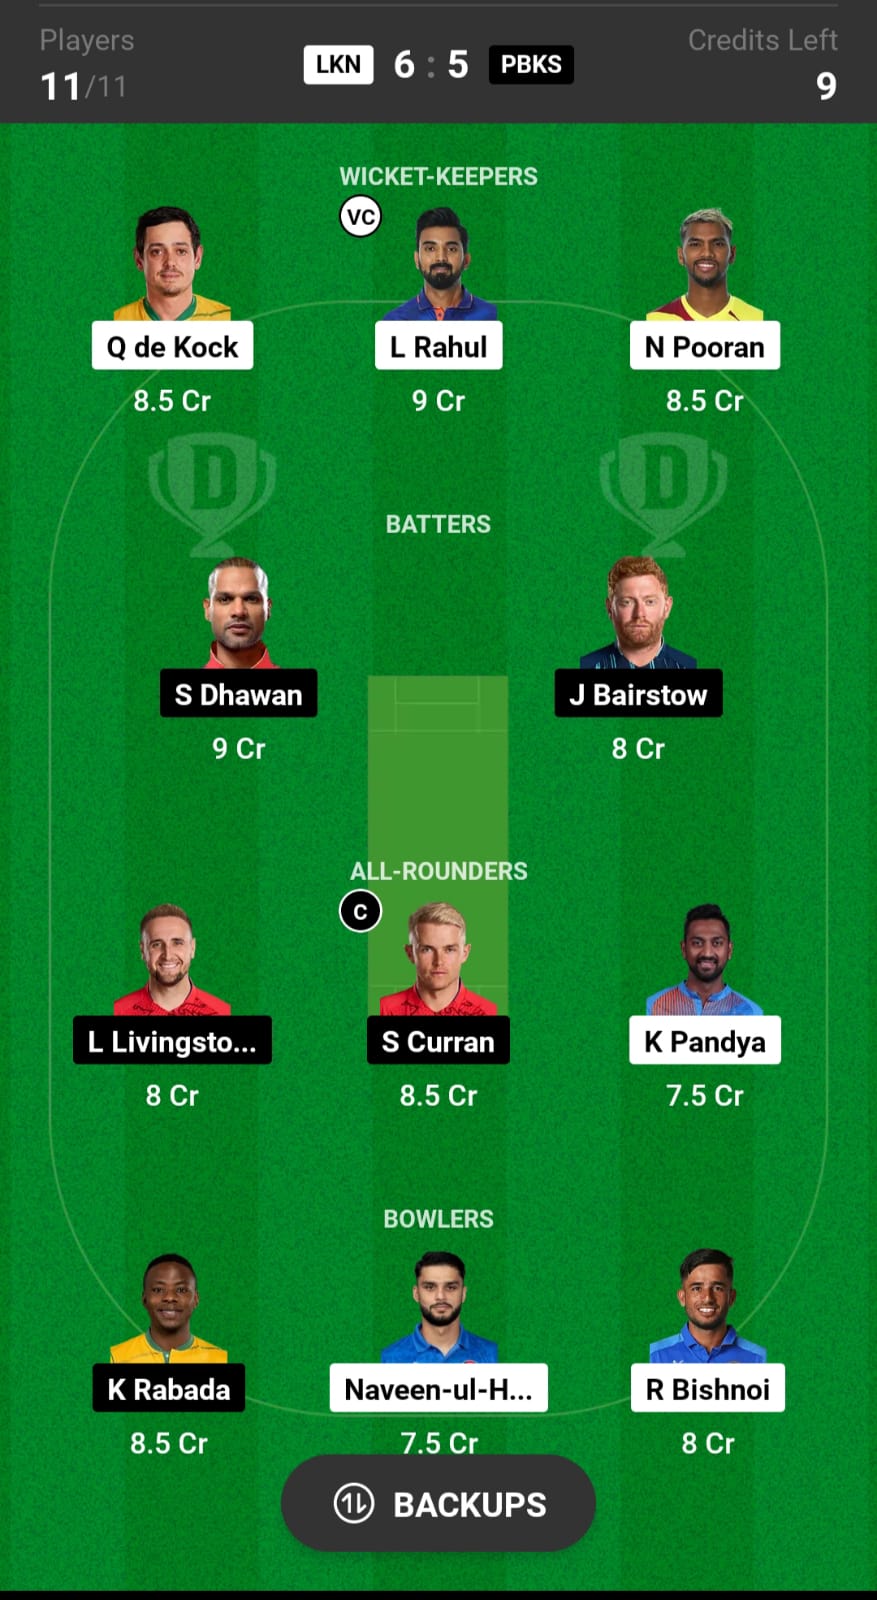 Players
Credits Left
LKN 6 : 5 PBKS
11/11
9
WICKET-KEEPERS
VC
Q de Kock
L Rahul
N Pooran
8.5 Cr
9 Cr
8.5 Cr
D
D
BATTERS
S Dhawan
J Bairstow
9 Cr
8 Cr
ALL-ROUNDERS
C
L Livingsto...
S Curran
K Pandya
8 Cr
8.5 Cr
7.5 Cr
BOWLERS
K Rabada
Naveen-ul-H...
R Bishnoi
8.5 Cr
7.5 Cr
8 Cr
BACKUPS